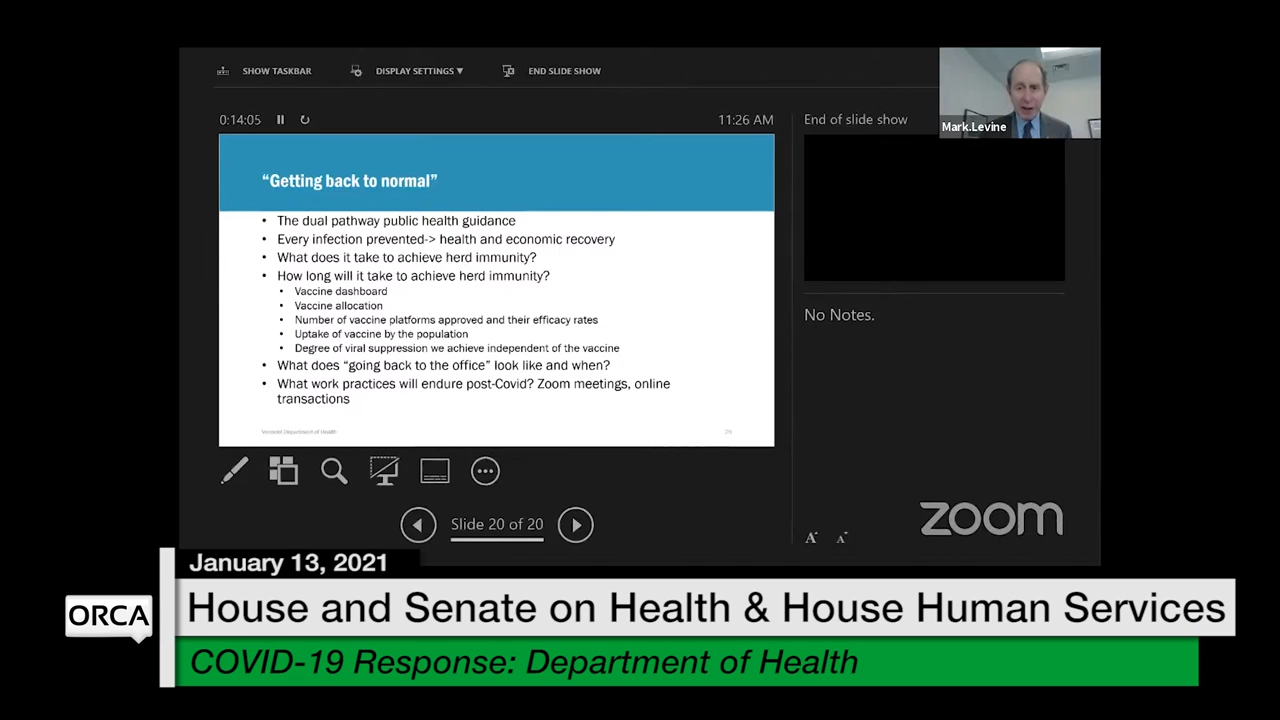 SHOW TASKBAR
DISPLAY SETTINGS ▼
END SLIDE SHOW
Mark.Levine
0:14:05
11:26 AM
End of slide show
“Getting back to normal”
• The dual pathway public health guidance
• Every infection prevented-> health and economic recovery
• What does it take to achieve herd immunity?
• How long will it take to achieve herd immunity?
• Vaccine dashboard
• Vaccine allocation
• Number of vaccine platforms approved and their efficacy rates
• Uptake of vaccine by the population
• Degree of viral suppression we achieve independent of the vaccine
• What does “going back to the office” look like and when?
• What work practices will endure post-Covid? Zoom meetings, online
transactions
Vermont Department of Health
No Notes.
Slide 20 of 20
A A
zoom
January 13, 2021
ORCA
House and Senate on Health & House Human Services
COVID-19 Response: Department of Health